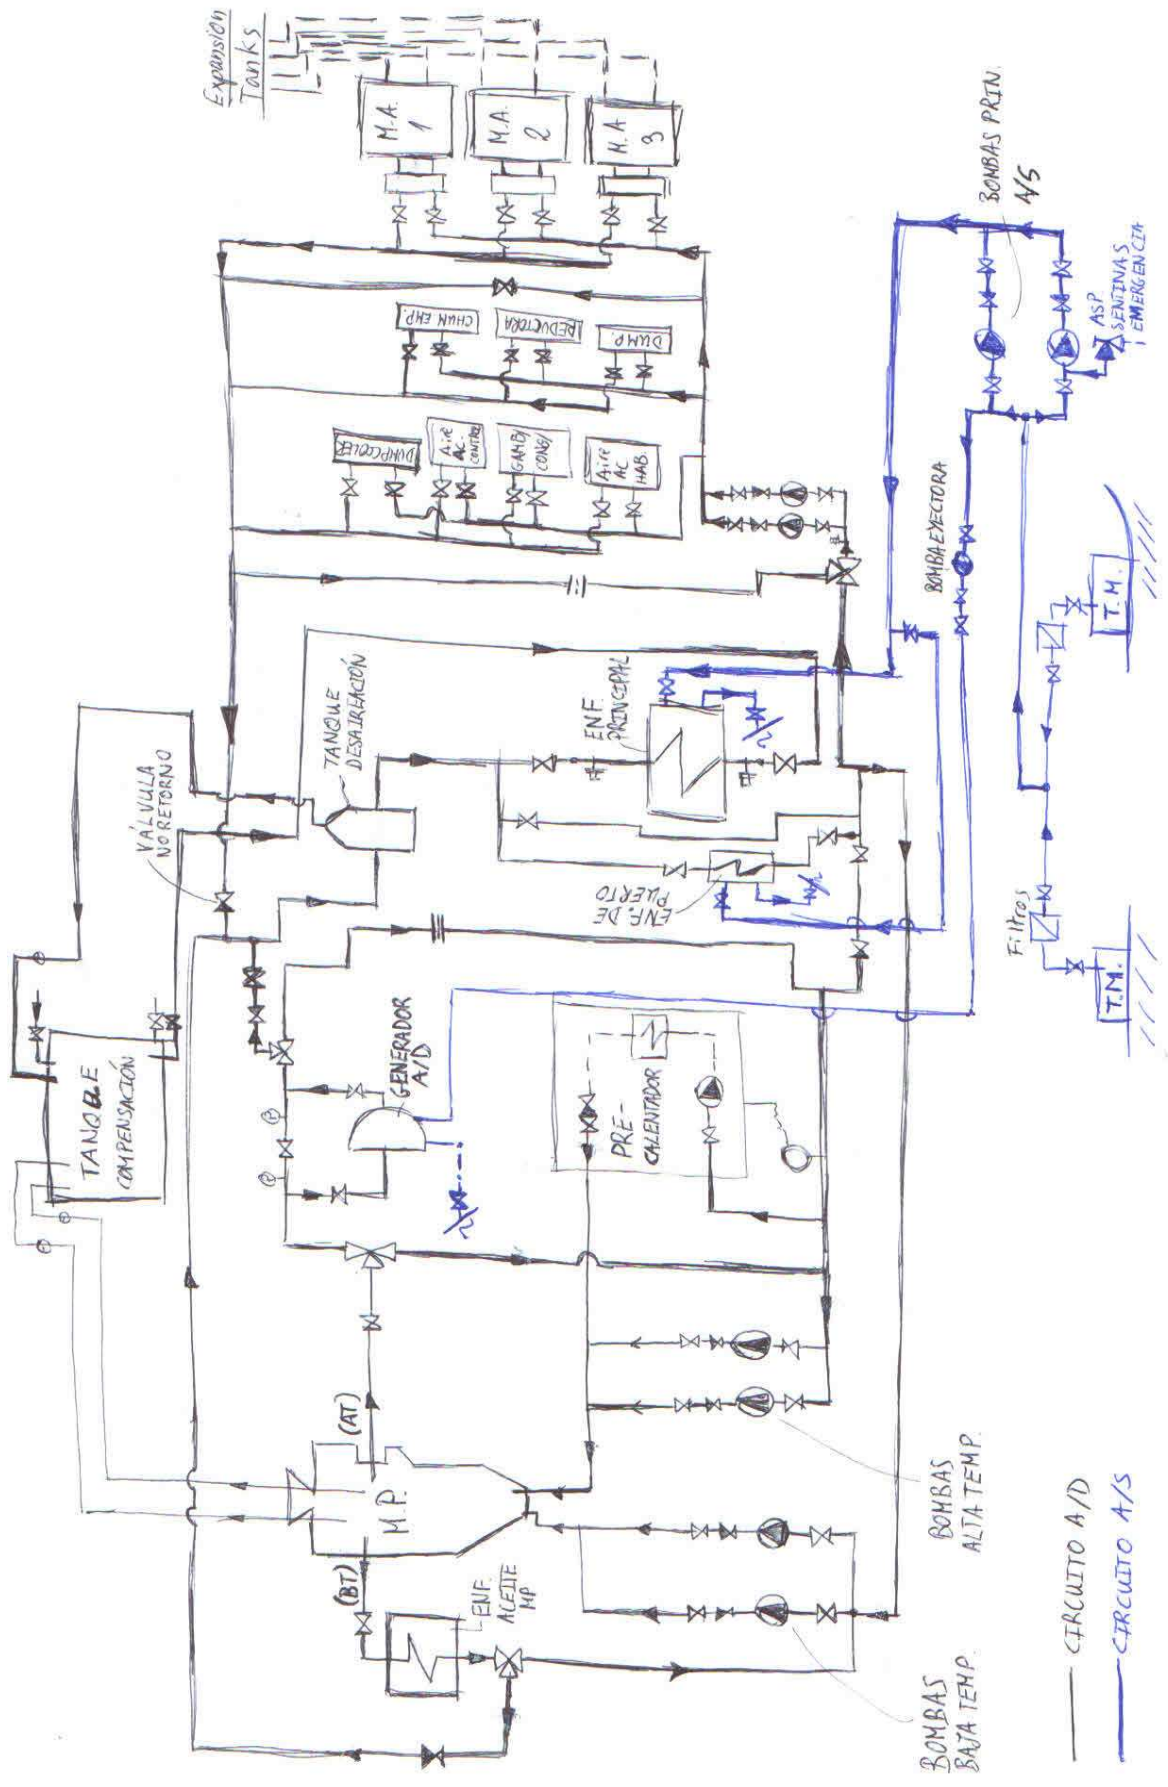 Expansion
Tanks
M.A.
1
M.A.
2
M.A
3
CHUM EMP.
REDUCTORA
DUMP.
DUMPCOOLER
Aire
AC.
CONTROL
GAMB/
CONG/
Aire
AC
HAB.
BOMBAS PRIN.
A/S
ASP
SENTINAS
EMERGENCIA
BOMBA EYECTORA
T.M.
Filtros
T.M.
VÁLVULA
NO RETORNO
TANQUE
DESAIREACIÓN
ENF.
PRINCIPAL
ENF. DE
PUERTO
TANQUE
COMPENSACIÓN
GENERADOR
A/D
PRE-
CALENTADOR
(AT)
M.P.
(BT)
ENF.
ACEITE
MP
BOMBAS
ALTA TEMP.
BOMBAS
BAJA TEMP.
CIRCUITO A/D
CIRCUITO A/S